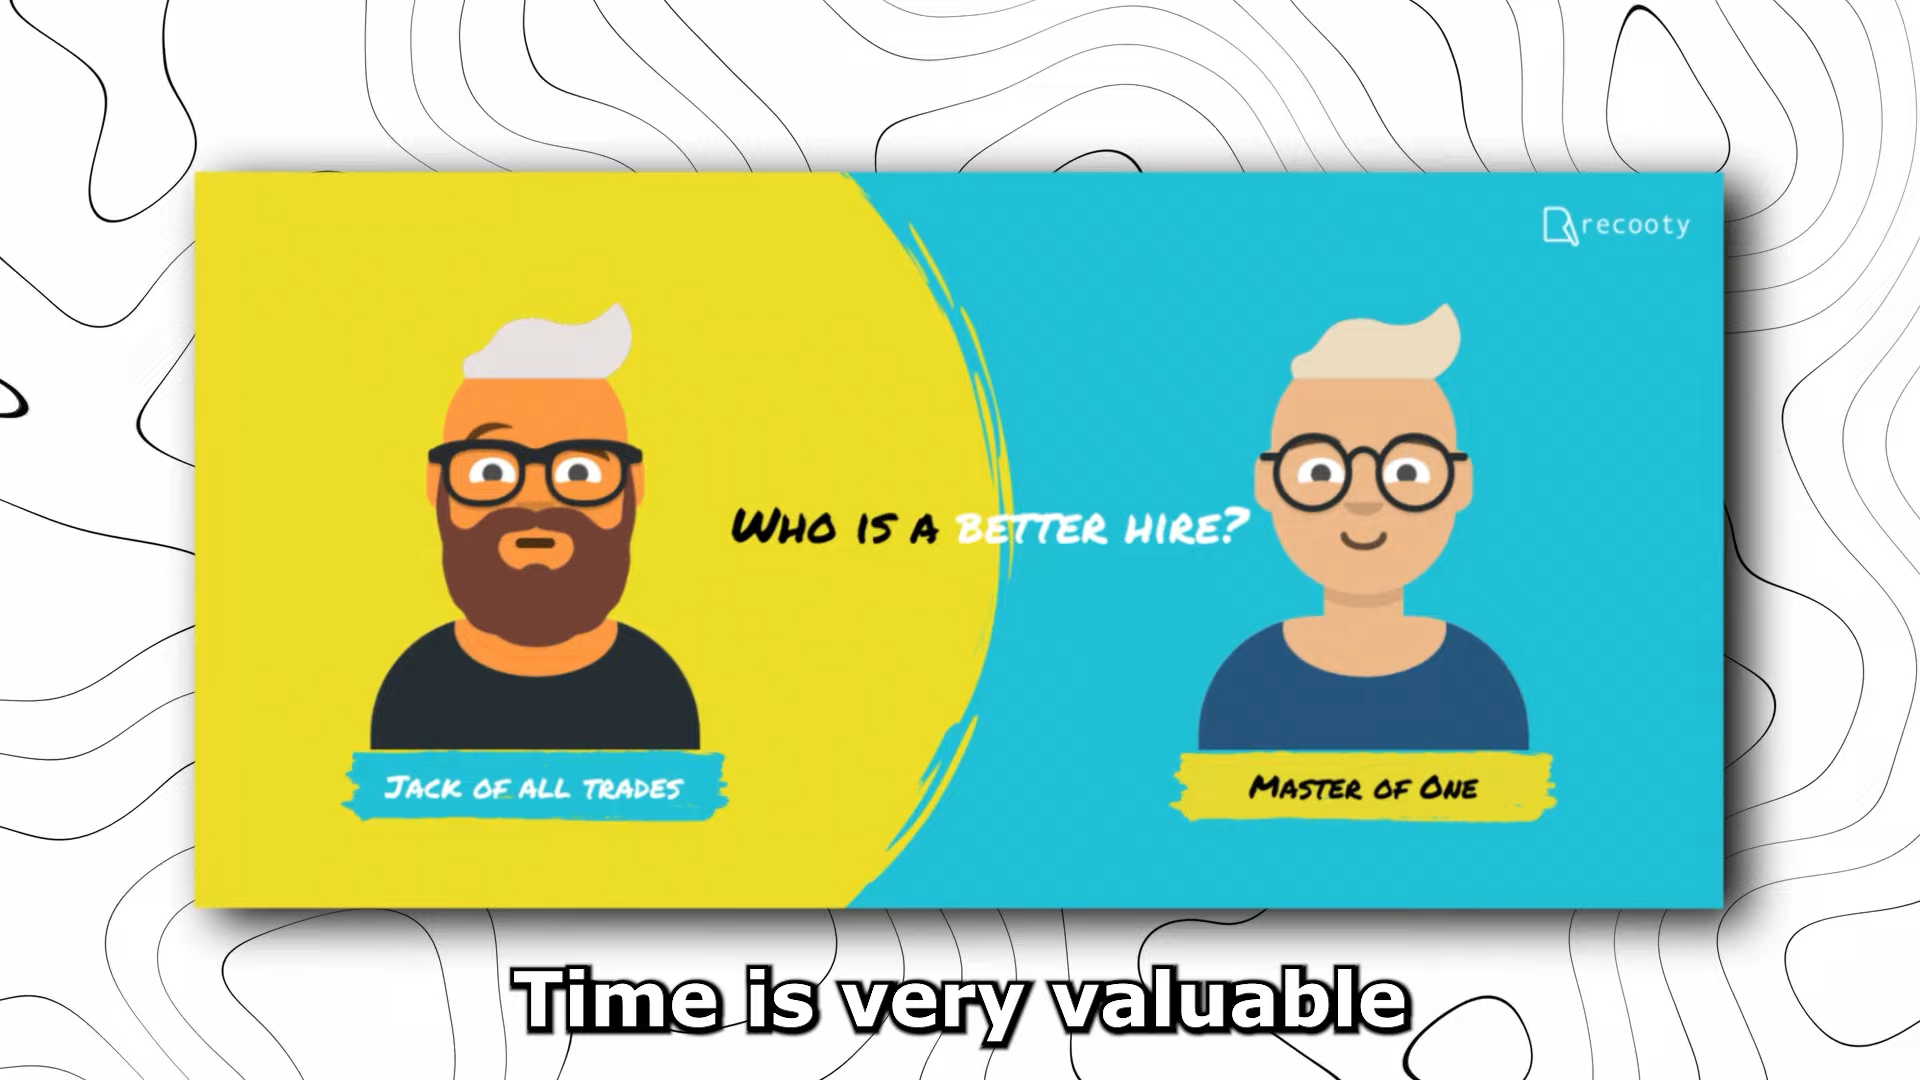 recooty
Who is a better hire?
Jack of all trades
Master of One
Time is very valuable